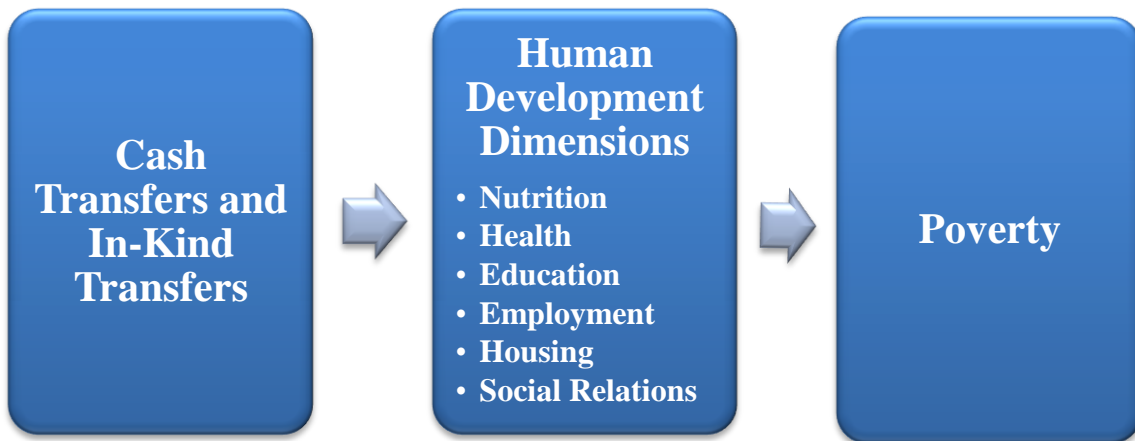 Cash
Transfers and
In-Kind
Transfers
Human
Development
Dimensions
• Nutrition
• Health
• Education
• Employment
• Housing
• Social Relations
Poverty